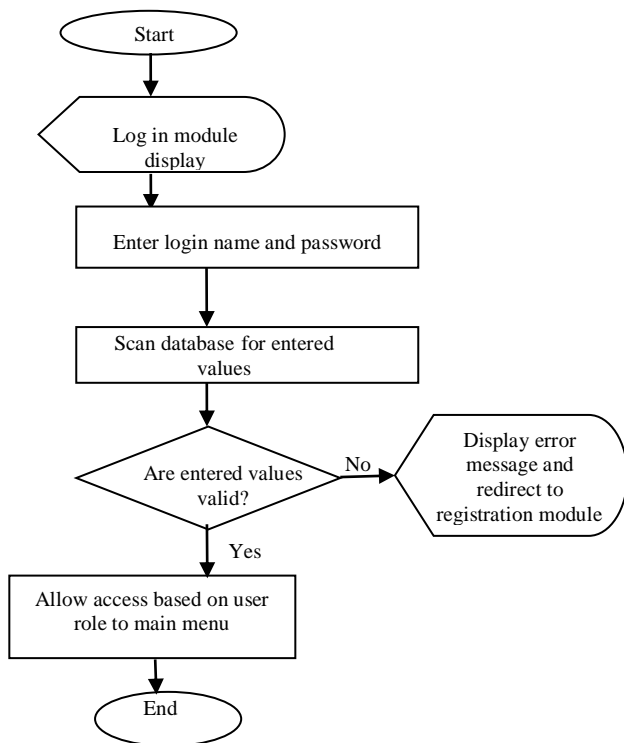 Start
Log in module
display
Enter login name and password
Scan database for entered
values
Are entered values
valid?
No
Display error
message and
redirect to
registration module
Yes
Allow access based on user
role to main menu
End